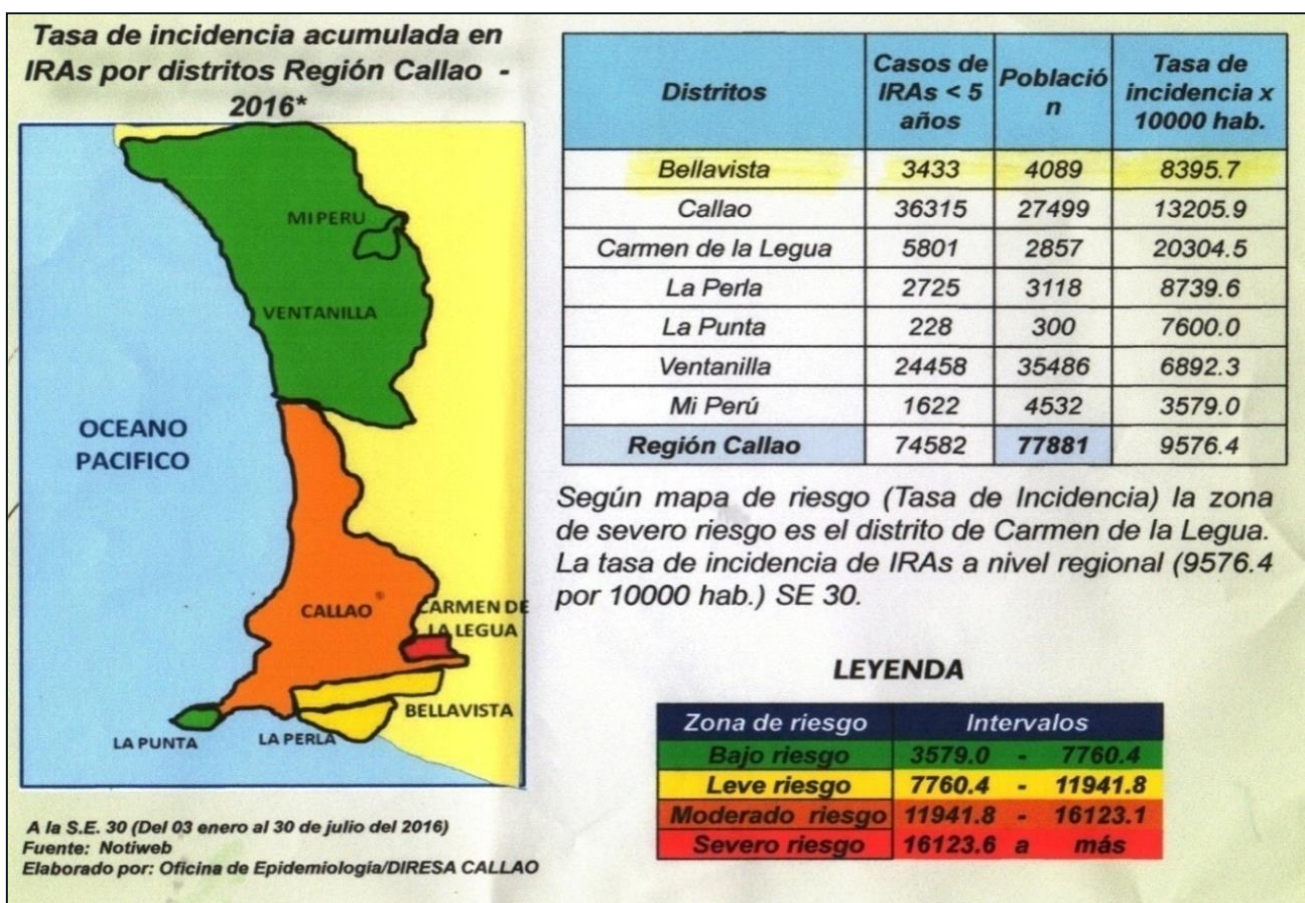 Tasa de incidencia acumulada en
IRAs por distritos Región Callao -
2016*
MI PERU
VENTANILLA
OCEANO
PACIFICO
CALLAO
CARMEN DE
LA LEGUA
BELLAVISTA
LA PUNTA
LA PERLA
A la S.E. 30 (Del 03 enero al 30 de julio del 2016)
Fuente: Notiweb
Elaborado por: Oficina de Epidemiología/DIRESA CALLAO
Distritos Casos de IRAs < 5 años Població n Tasa de incidencia x 10000 hab.
Bellavista 3433 4089 8395.7
Callao 36315 27499 13205.9
Carmen de la Legua 5801 2857 20304.5
La Perla 2725 3118 8739.6
La Punta 228 300 7600.0
Ventanilla 24458 35486 6892.3
Mi Perú 1622 4532 3579.0
Región Callao 74582 77881 9576.4
Según mapa de riesgo (Tasa de Incidencia) la zona
de severo riesgo es el distrito de Carmen de la Legua.
La tasa de incidencia de IRAs a nivel regional (9576.4
por 10000 hab.) SE 30.
LEYENDA
Zona de riesgo Intervalos
Bajo riesgo 3579.0 - 7760.4
Leve riesgo 7760.4 - 11941.8
Moderado riesgo 11941.8 - 16123.1
Severo riesgo 16123.6 a más